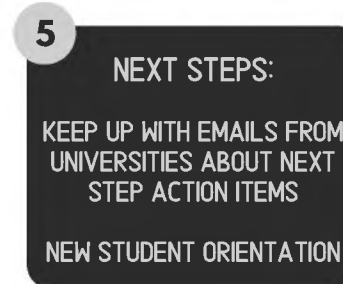 5
NEXT STEPS:
KEEP UP WITH EMAILS FROM
UNIVERSITIES ABOUT NEXT
STEP ACTION ITEMS
NEW STUDENT ORIENTATION